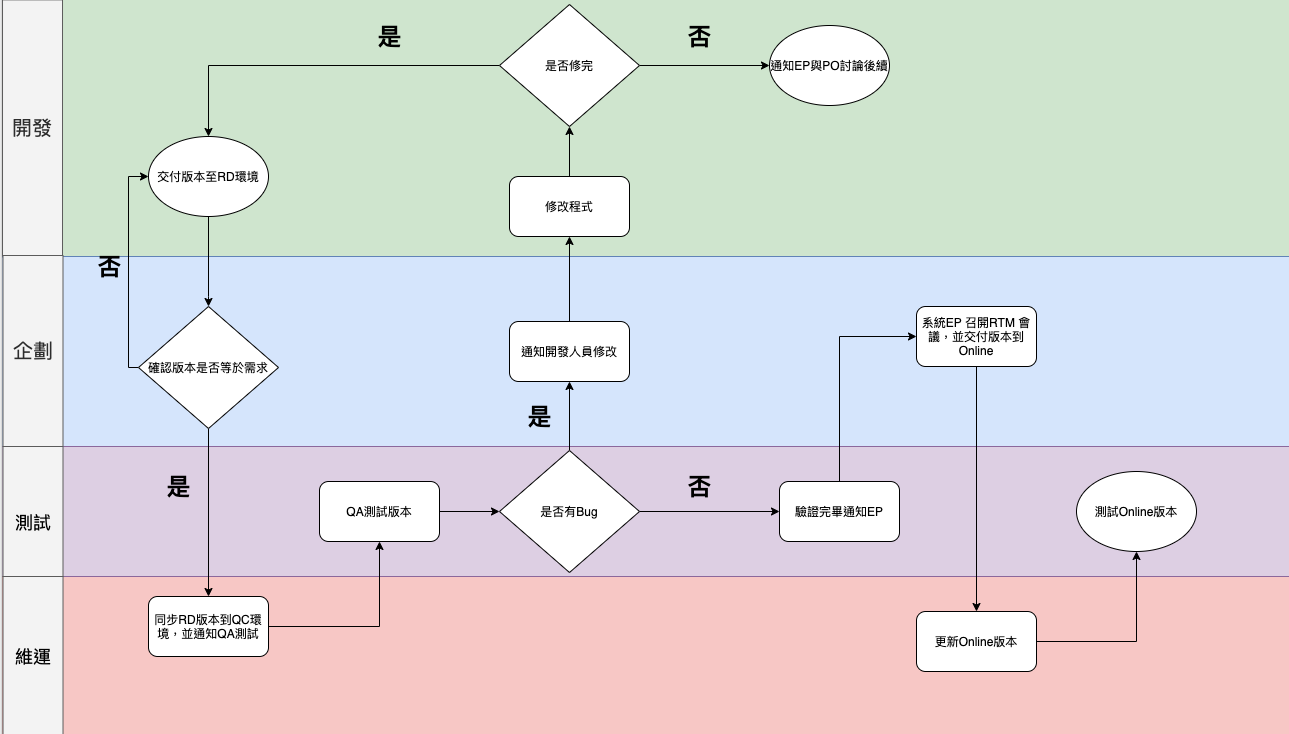 開發
是
是否修完
否
通知EP與PO討論後續
交付版本至RD環境
修改程式
否
企劃
確認版本是否等於需求
通知開發人員修改
是
系統EP 召開RTM 會
議，並交付版本到
Online
測試
是
QA測試版本
是否有Bug
否
驗證完畢通知EP
測試Online版本
維運
同步RD版本到QC環
境，並通知QA測試
更新Online版本